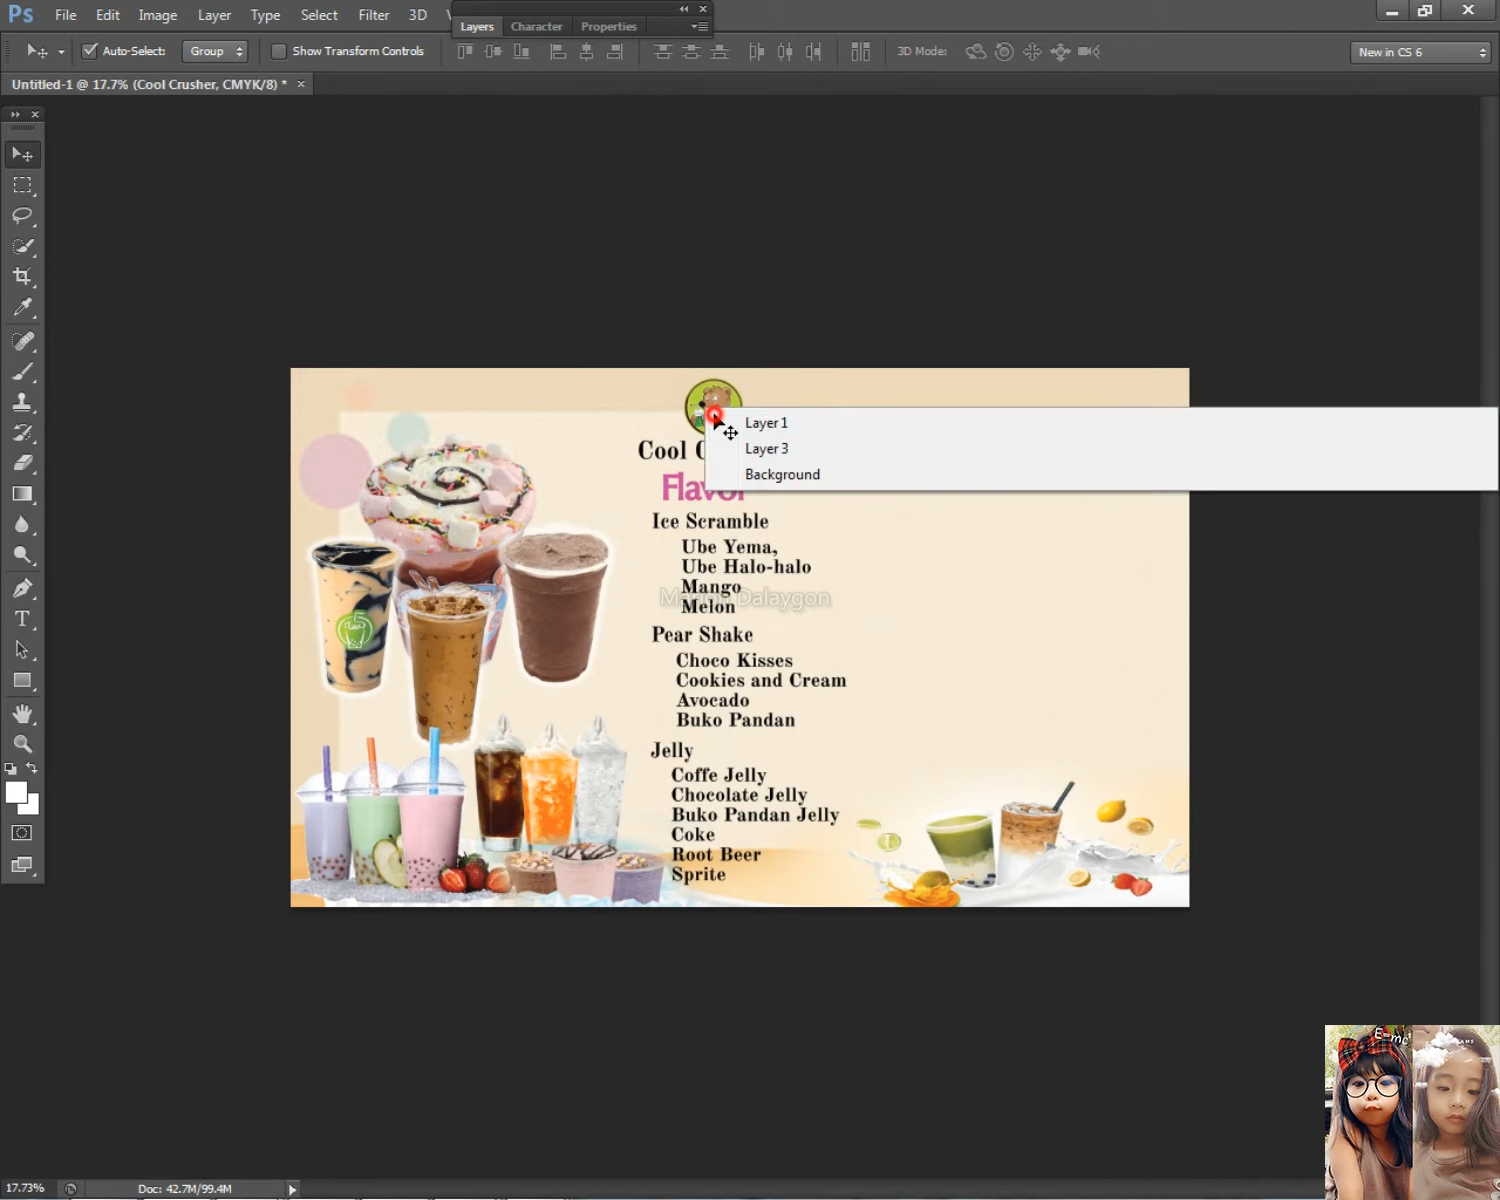 Ps File Edit Image Layer Type Select Filter 3D
Layers Character Properties
Auto-Select: Group Show Transform Controls 3D Mode: New in CS 6
Untitled-1 @ 17.7% (Cool Crusher, CMYK/8) *
Layer 1
Layer 3
Background
Cool C
Flavor
Ice Scramble
Ube Yema,
Ube Halo-halo
Mango
Melon
Pear Shake
Choco Kisses
Cookies and Cream
Avocado
Buko Pandan
Jelly
Coffe Jelly
Chocolate Jelly
Buko Pandan Jelly
Coke
Root Beer
Sprite
E=mc
17.73% Doc: 42.7M/99.4M